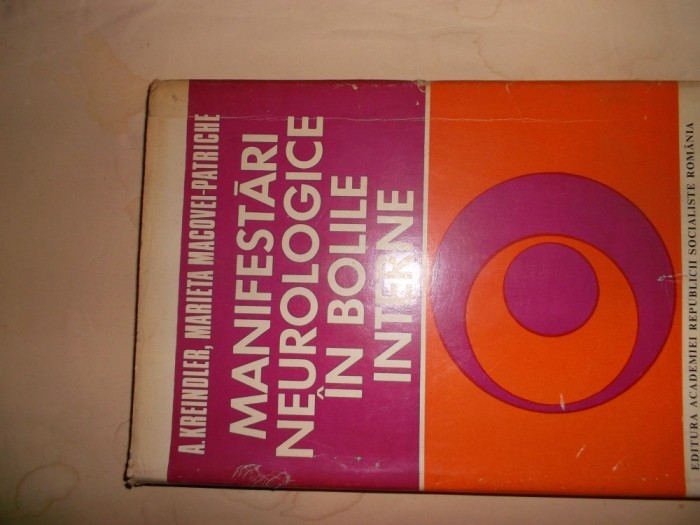 A. KREINDLER, MARIETA MACOVEI-PATRICHE
MANIFESTĂRI
NEUROLOGICE
ÎN BOLILE
INTERNE
EDITURA ACADEMIEI REPUBLICII SOCIALISTE ROMÂNIA